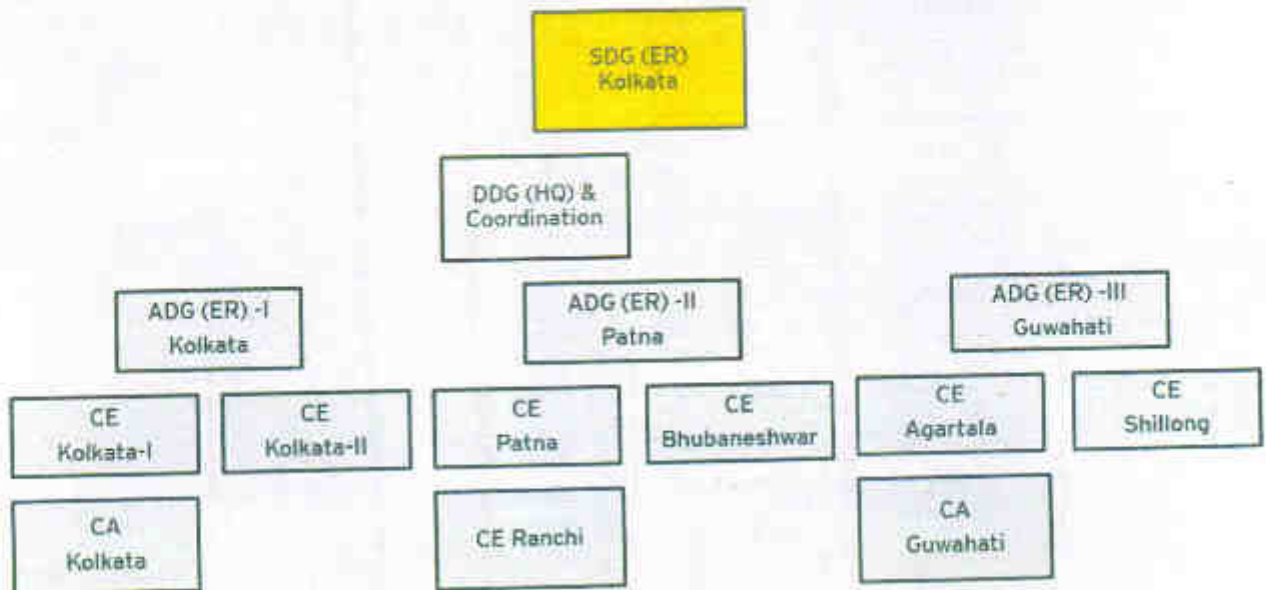 SDG (ER)
Kolkata
DDG (HQ) &
Coordination
ADG (ER) -I
Kolkata
ADG (ER) -II
Patna
ADG (ER) -III
Guwahati
CE
Kolkata-I
CE
Kolkata-II
CE
Patna
CE
Bhubaneshwar
CE
Agartala
CE
Shillong
CA
Kolkata
CE Ranchi
CA
Guwahati